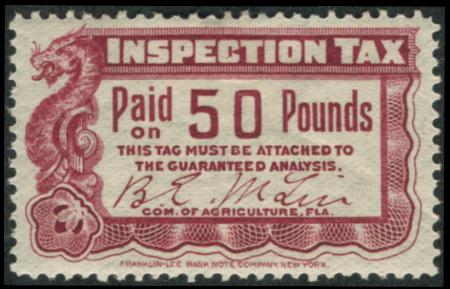 INSPECTION TAX
Paid on 50 Pounds
THIS TAG MUST BE ATTACHED TO
THE GUARANTEED ANALYSIS.
B. E. McLin
COM. OF AGRICULTURE, FLA.
FRANKLIN-LEE BANK NOTE COMPANY, NEW YORK.